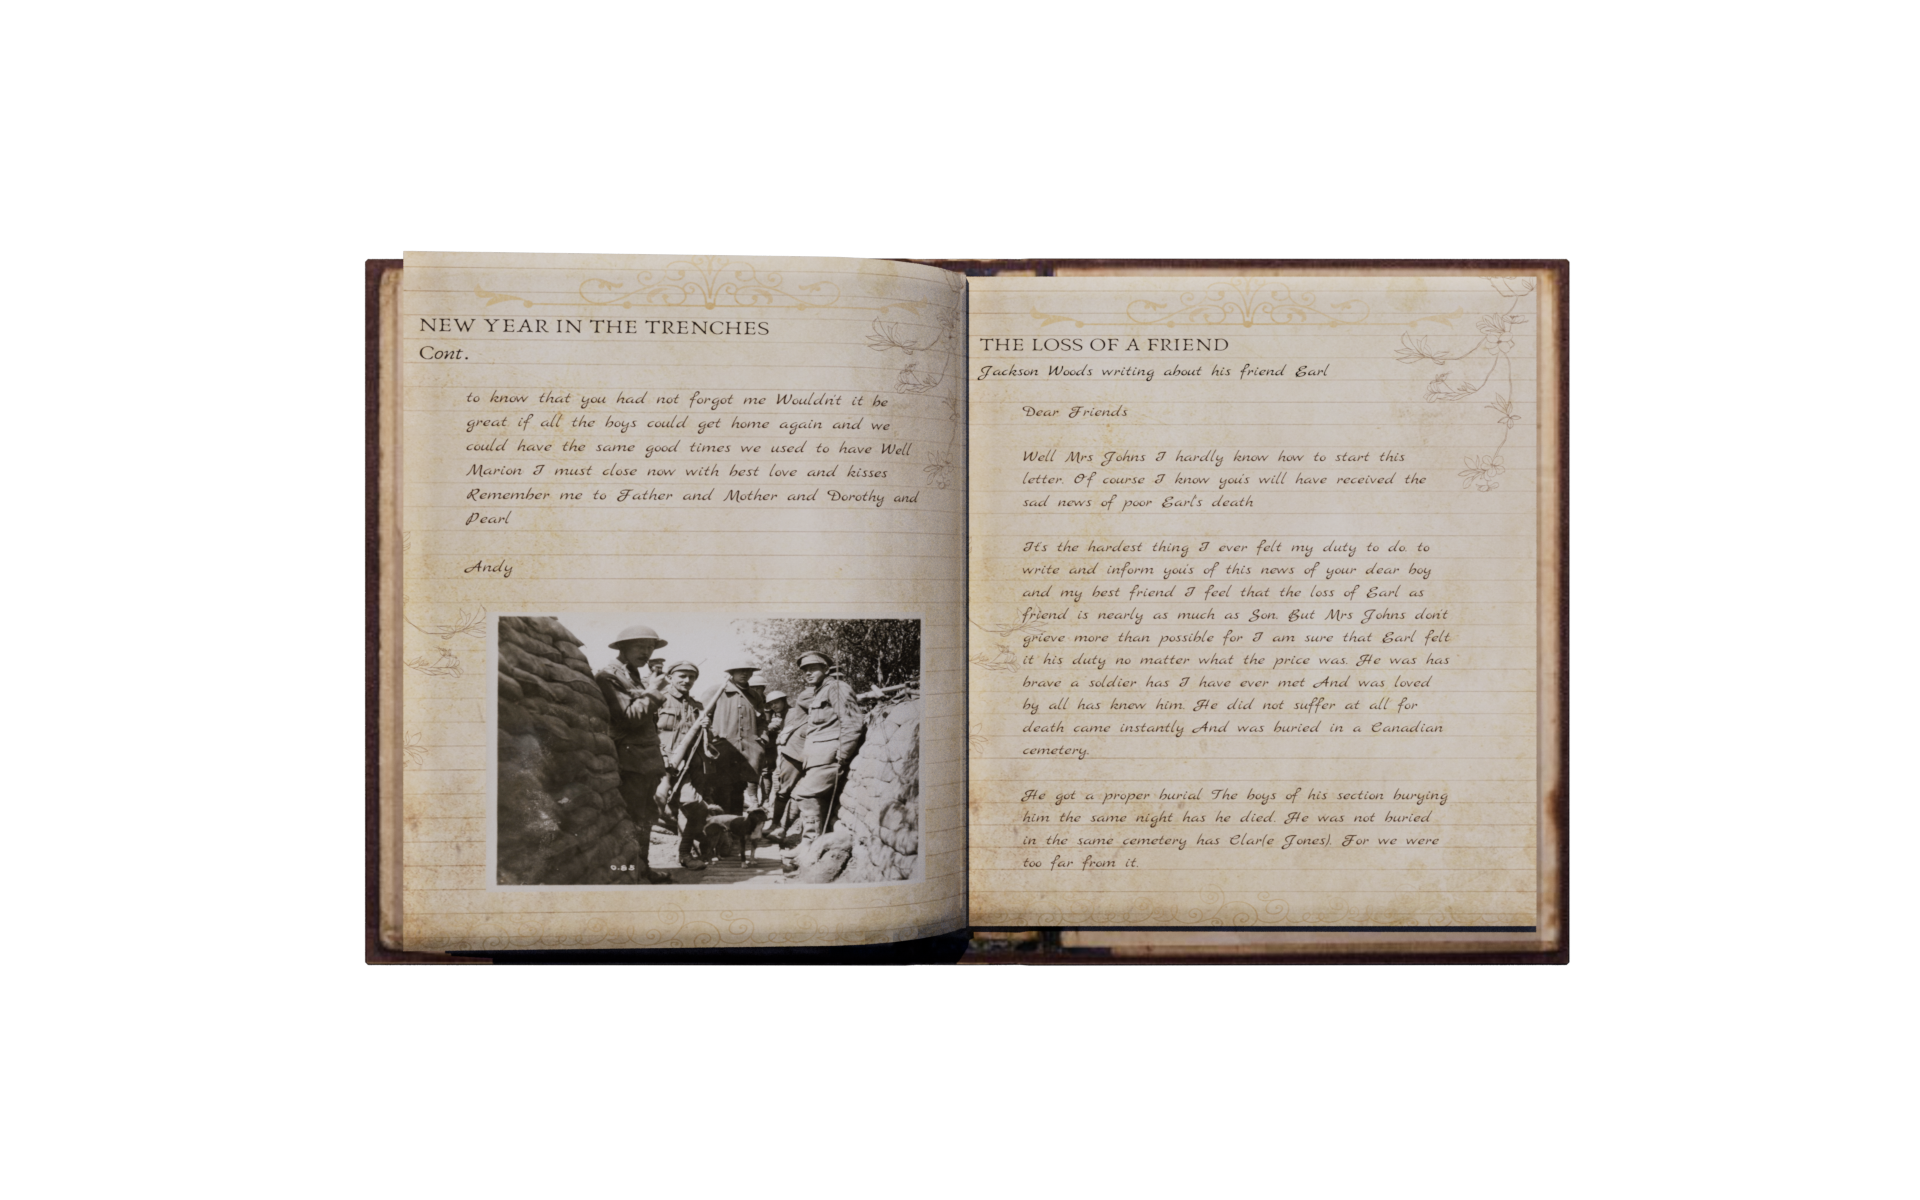 NEW YEAR IN THE TRENCHES
Cont.
to know that you had not forgot me Wouldn't it be
great if all the boys could get home again and we
could have the same good times we used to have Well
Marion I must close now with best love and kisses
Remember me to Father and Mother and Dorothy and
Pearl
Andy
O.65
THE LOSS OF A FRIEND
Jackson Woods writing about his friend Earl
Dear Friends
Well Mrs Johns I hardly know how to start this
letter. Of course I know you's will have received the
sad news of poor Earl's death
It's the hardest thing I ever felt my duty to do. to
write and inform you's of this news of your dear boy
and my best friend I feel that the loss of Earl as
friend is nearly as much as Son. But Mrs Johns don't
grieve more than possible for I am sure that Earl felt
it his duty no matter what the price was. He was has
brave a soldier has I have ever met And was loved
by all has knew him. He did not suffer at all for
death came instantly And was buried in a Canadian
cemetery.
He got a proper burial The boys of his section burying
him the same night has he died. He was not buried
in the same cemetery has Clar(e Jones). For we were
too far from it.